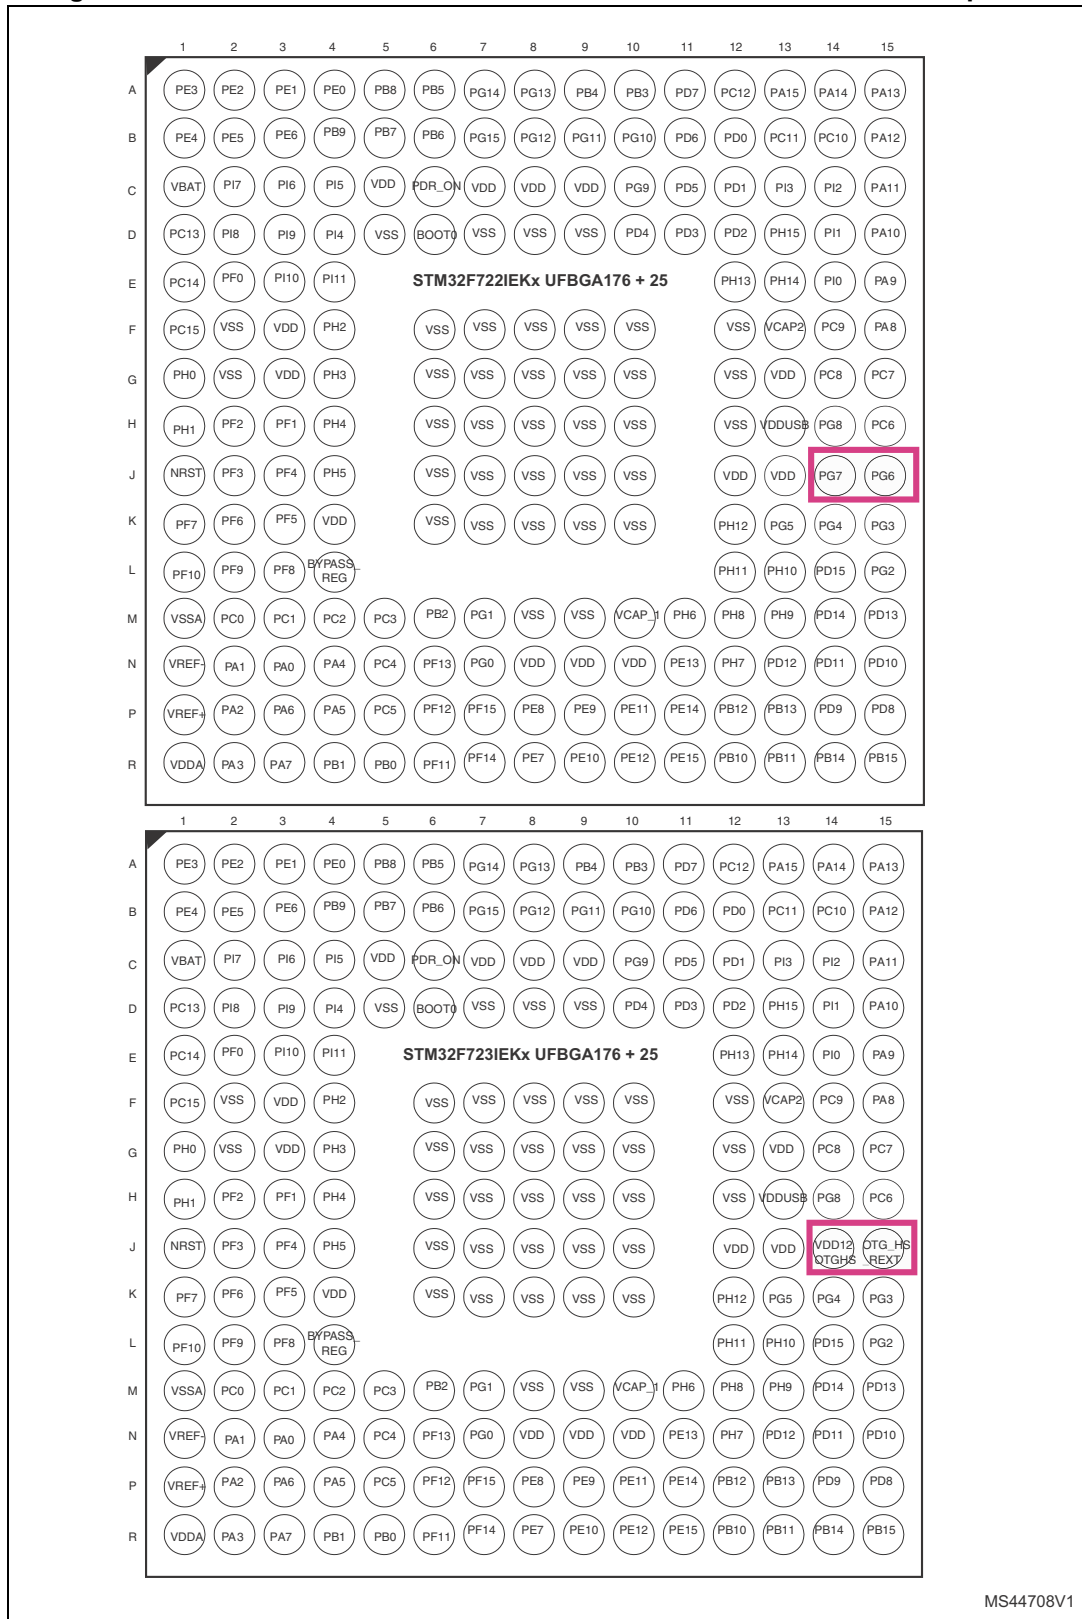 1 2 3 4 5 6 7 8 9 10 11 12 13 14 15
A PE3 PE2 PE1 PE0 PB8 PB5 PG14 PG13 PB4 PB3 PD7 PC12 PA15 PA14 PA13
B PE4 PE5 PE6 PB9 PB7 PB6 PG15 PG12 PG11 PG10 PD6 PD0 PC11 PC10 PA12
C VBAT PI7 PI6 PI5 VDD PDR_ON VDD VDD VDD PG9 PD5 PD1 PI3 PI2 PA11
D PC13 PI8 PI9 PI4 VSS BOOT0 VSS VSS VSS PD4 PD3 PD2 PH15 PI1 PA10
E PC14 PF0 PI10 PI11 STM32F722IEKx UFBGA176 + 25 PH13 PH14 PI0 PA9
F PC15 VSS VDD PH2 VSS VSS VSS VSS VSS VSS VCAP2 PC9 PA8
G PH0 VSS VDD PH3 VSS VSS VSS VSS VSS VSS VDD PC8 PC7
H PH1 PF2 PF1 PH4 VSS VSS VSS VSS VSS VSS VDDUSB PG8 PC6
J NRST PF3 PF4 PH5 VSS VSS VSS VSS VSS VDD VDD PG7 PG6
K PF7 PF6 PF5 VDD VSS VSS VSS VSS VSS PH12 PG5 PG4 PG3
L PF10 PF9 PF8 BYPASS_ REG PH11 PH10 PD15 PG2
M VSSA PC0 PC1 PC2 PC3 PB2 PG1 VSS VSS VCAP_1 PH6 PH8 PH9 PD14 PD13
N VREF- PA1 PA0 PA4 PC4 PF13 PG0 VDD VDD VDD PE13 PH7 PD12 PD11 PD10
P VREF+ PA2 PA6 PA5 PC5 PF12 PF15 PE8 PE9 PE11 PE14 PB12 PB13 PD9 PD8
R VDDA PA3 PA7 PB1 PB0 PF11 PF14 PE7 PE10 PE12 PE15 PB10 PB11 PB14 PB15
1 2 3 4 5 6 7 8 9 10 11 12 13 14 15
A PE3 PE2 PE1 PE0 PB8 PB5 PG14 PG13 PB4 PB3 PD7 PC12 PA15 PA14 PA13
B PE4 PE5 PE6 PB9 PB7 PB6 PG15 PG12 PG11 PG10 PD6 PD0 PC11 PC10 PA12
C VBAT PI7 PI6 PI5 VDD PDR_ON VDD VDD VDD PG9 PD5 PD1 PI3 PI2 PA11
D PC13 PI8 PI9 PI4 VSS BOOT0 VSS VSS VSS PD4 PD3 PD2 PH15 PI1 PA10
E PC14 PF0 PI10 PI11 STM32F723IEKx UFBGA176 + 25 PH13 PH14 PI0 PA9
F PC15 VSS VDD PH2 VSS VSS VSS VSS VSS VSS VCAP2 PC9 PA8
G PH0 VSS VDD PH3 VSS VSS VSS VSS VSS VSS VDD PC8 PC7
H PH1 PF2 PF1 PH4 VSS VSS VSS VSS VSS VSS VDDUSB PG8 PC6
J NRST PF3 PF4 PH5 VSS VSS VSS VSS VSS VDD VDD VDD12 OTGHS OTG_HS _REXT
K PF7 PF6 PF5 VDD VSS VSS VSS VSS VSS PH12 PG5 PG4 PG3
L PF10 PF9 PF8 BYPASS_ REG PH11 PH10 PD15 PG2
M VSSA PC0 PC1 PC2 PC3 PB2 PG1 VSS VSS VCAP_1 PH6 PH8 PH9 PD14 PD13
N VREF- PA1 PA0 PA4 PC4 PF13 PG0 VDD VDD VDD PE13 PH7 PD12 PD11 PD10
P VREF+ PA2 PA6 PA5 PC5 PF12 PF15 PE8 PE9 PE11 PE14 PB12 PB13 PD9 PD8
R VDDA PA3 PA7 PB1 PB0 PF11 PF14 PE7 PE10 PE12 PE15 PB10 PB11 PB14 PB15
MS44708V1